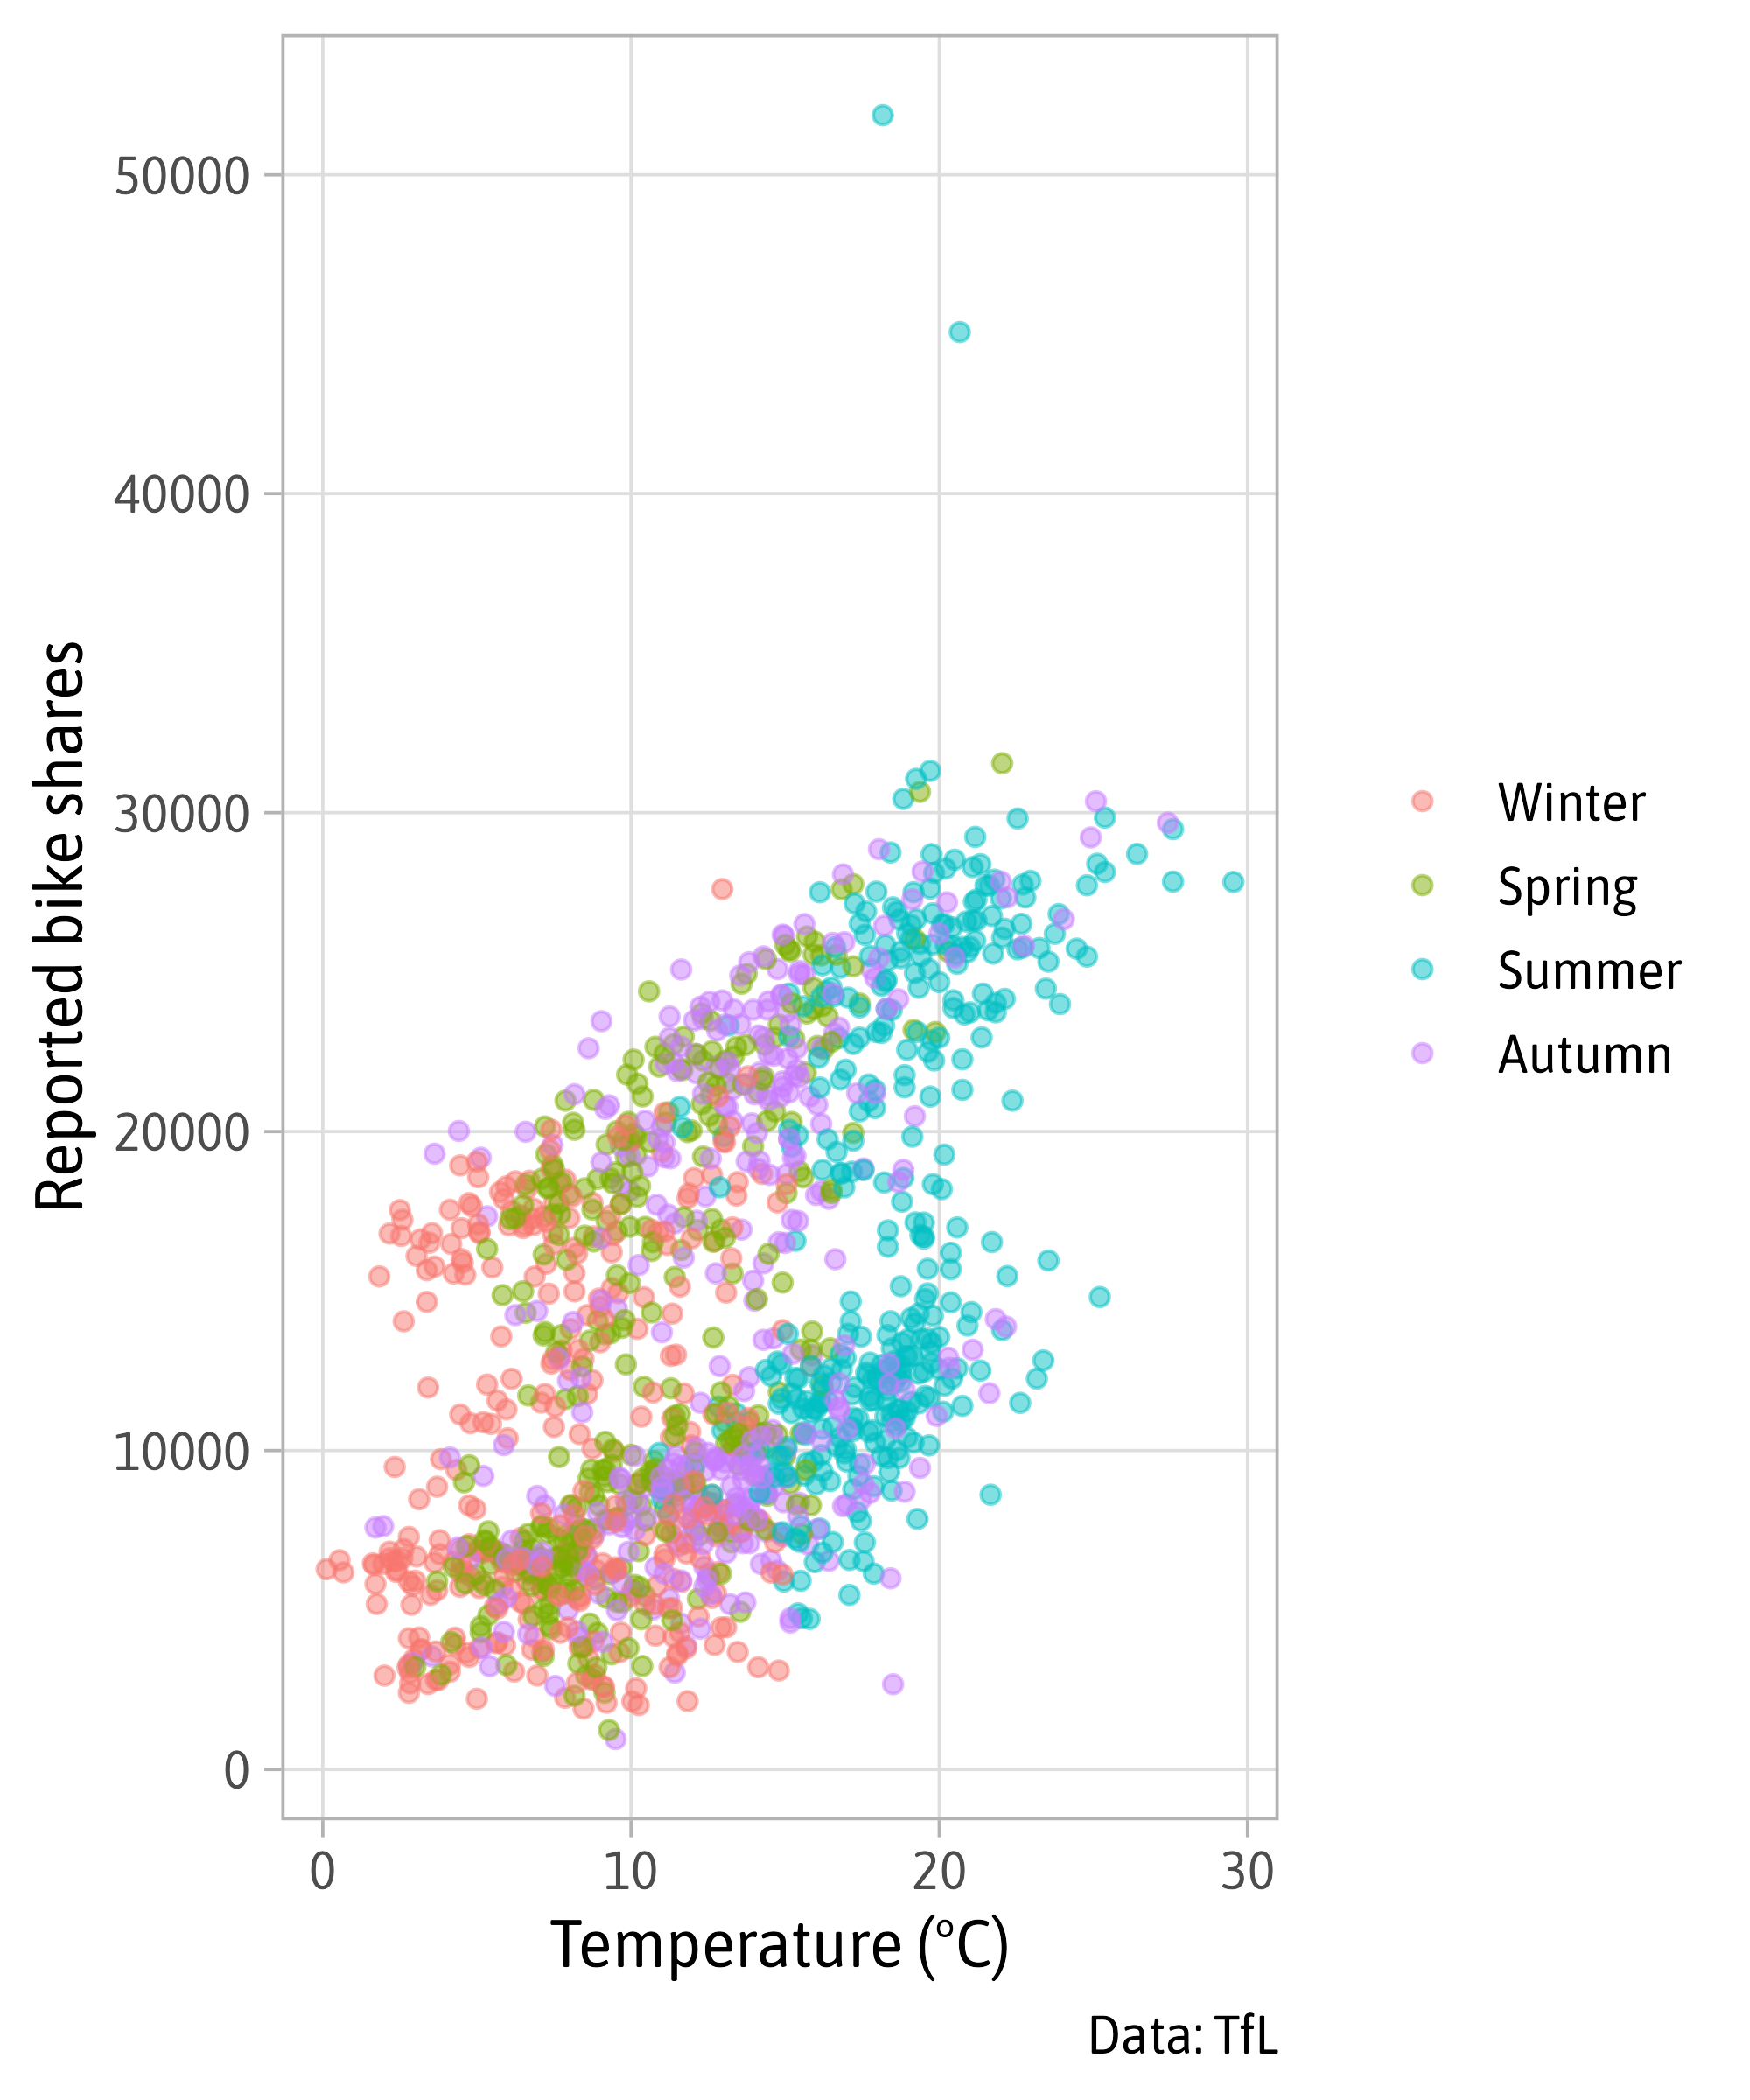 Reported bike shares
50000
40000
30000
20000
10000
0
0 10 20 30
Temperature (°C)
Winter
Spring
Summer
Autumn
Data: TfL